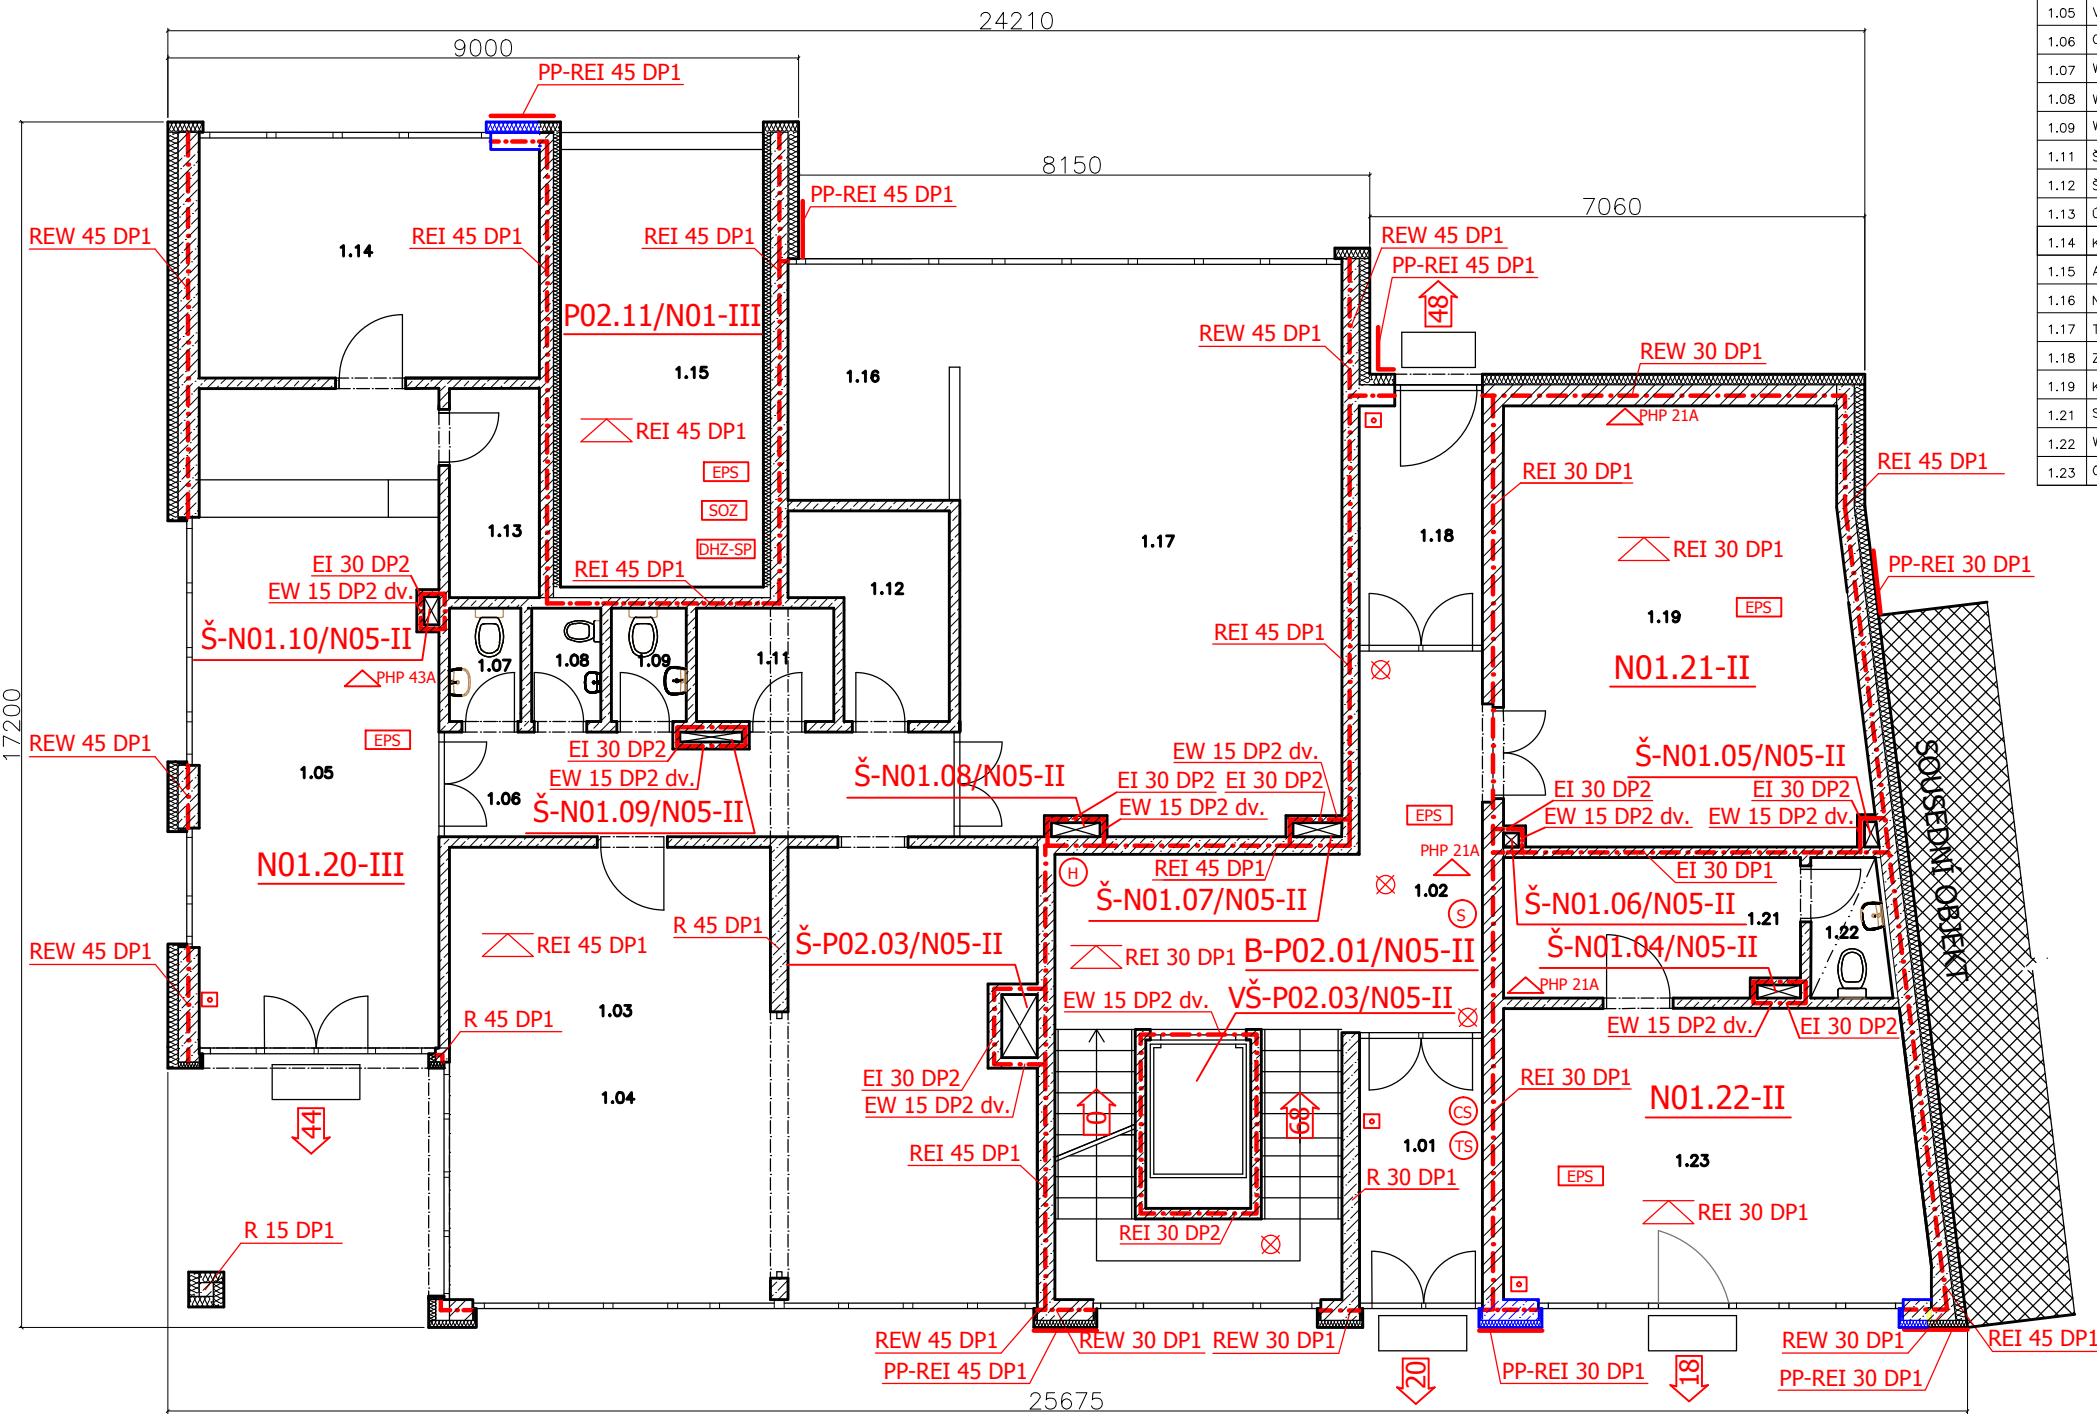 24210
9000
PP-REI 45 DP1
8150
PP-REI 45 DP1
7060
REW 45 DP1
REI 45 DP1
REI 45 DP1
REW 45 DP1
PP-REI 45 DP1
48
1.14
P02.11/N01-III
REW 45 DP1
REW 30 DP1
1.15
1.16
REI 45 DP1
PHP 21A
EPS
SOZ
DHZ-SP
REI 30 DP1
REI 45 DP1
1.13
1.17
1.18
REI 30 DP1
PP-REI 30 DP1
EI 30 DP2
EW 15 DP2 dv.
REI 45 DP1
1.12
EPS
1.19
Š-N01.10/N05-II
REI 45 DP1
1.07
1.08
1.09
1.11
PHP 43A
N01.21-II
17200
REW 45 DP1
EPS
1.05
EI 30 DP2
EW 15 DP2 dv.
Š-N01.09/N05-II
1.06
Š-N01.08/N05-II
EW 15 DP2 dv.
EI 30 DP2
EI 30 DP2
EW 15 DP2 dv.
Š-N01.05/N05-II
EI 30 DP2
EI 30 DP2
EW 15 DP2 dv.
EW 15 DP2 dv.
SOUSEDNÍ OBJEKT
EPS
PHP 21A
N01.20-III
H
REI 45 DP1
EI 30 DP1
Š-N01.07/N05-II
1.02
S
Š-N01.06/N05-II
1.21
1.22
REW 45 DP1
REI 45 DP1
R 45 DP1
Š-P02.03/N05-II
REI 30 DP1
B-P02.01/N05-II
Š-N01.04/N05-II
PHP 21A
EW 15 DP2 dv.
VŠ-P02.03/N05-II
1.03
R 45 DP1
EW 15 DP2 dv.
EI 30 DP2
EI 30 DP2
EW 15 DP2 dv.
1.04
REI 30 DP1
N01.22-II
44
0
68
CS
TS
1.01
REI 45 DP1
R 30 DP1
EPS
1.23
REI 30 DP1
R 15 DP1
REI 30 DP2
REW 45 DP1
REW 30 DP1
REW 30 DP1
REW 30 DP1
REI 45 DP1
PP-REI 45 DP1
20
PP-REI 30 DP1
18
PP-REI 30 DP1
25675
1.05
1.06
1.07
1.08
1.09
1.11
1.12
1.13
1.14
1.15
1.16
1.17
1.18
1.19
1.21
1.22
1.23